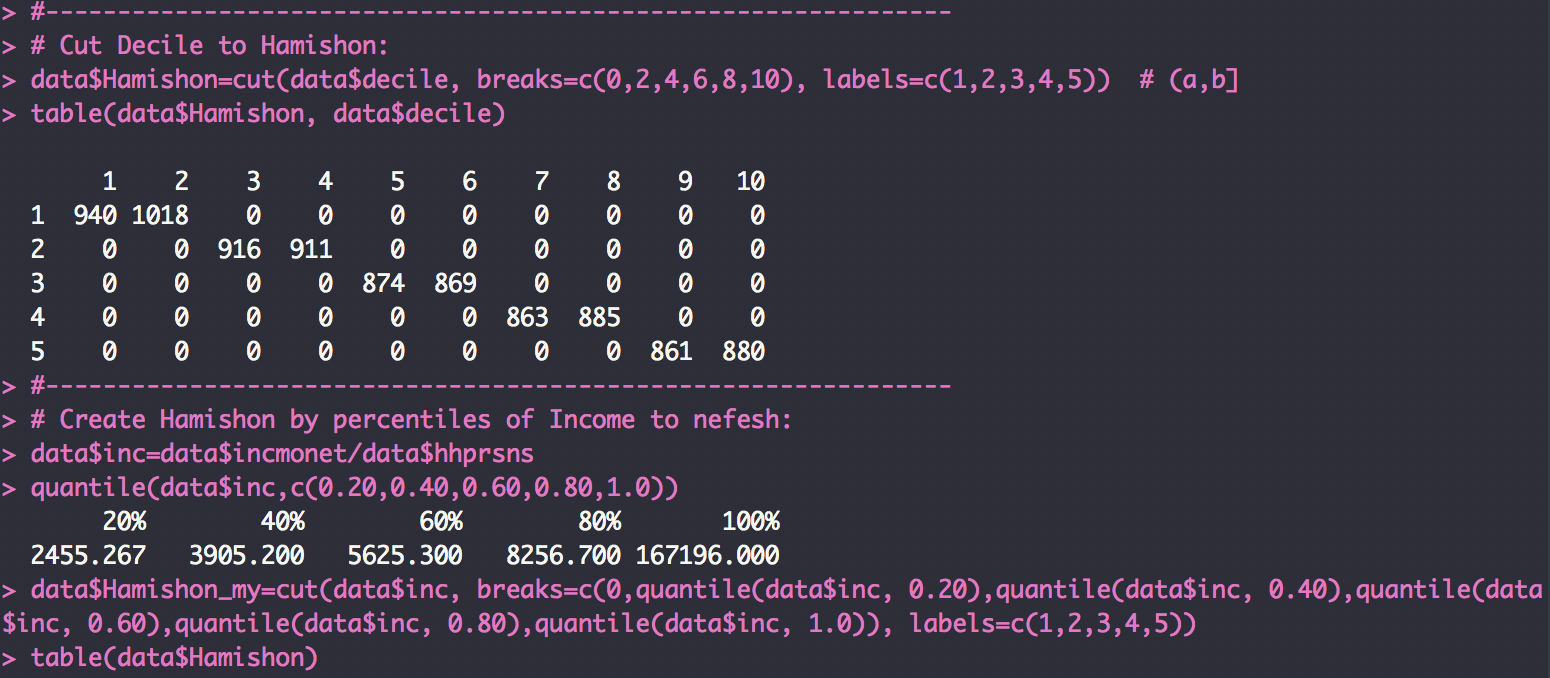 > #---------------------------------------------------------------
> # Cut Decile to Hamishon:
> data$Hamishon=cut(data$decile, breaks=c(0,2,4,6,8,10), labels=c(1,2,3,4,5))  # (a,b]
> table(data$Hamishon, data$decile)

       1    2    3    4    5    6    7    8    9   10
  1  940 1018    0    0    0    0    0    0    0    0
  2    0    0  916  911    0    0    0    0    0    0
  3    0    0    0    0  874  869    0    0    0    0
  4    0    0    0    0    0    0  863  885    0    0
  5    0    0    0    0    0    0    0    0  861  880
> #---------------------------------------------------------------
> # Create Hamishon by percentiles of Income to nefesh:
> data$inc=data$incmonet/data$hhprsns
> quantile(data$inc,c(0.20,0.40,0.60,0.80,1.0))
       20%        40%        60%        80%       100%
  2455.267   3905.200   5625.300   8256.700 167196.000
> data$Hamishon_my=cut(data$inc, breaks=c(0,quantile(data$inc, 0.20),quantile(data$inc, 0.40),quantile(data
$inc, 0.60),quantile(data$inc, 0.80),quantile(data$inc, 1.0)), labels=c(1,2,3,4,5))
> table(data$Hamishon)